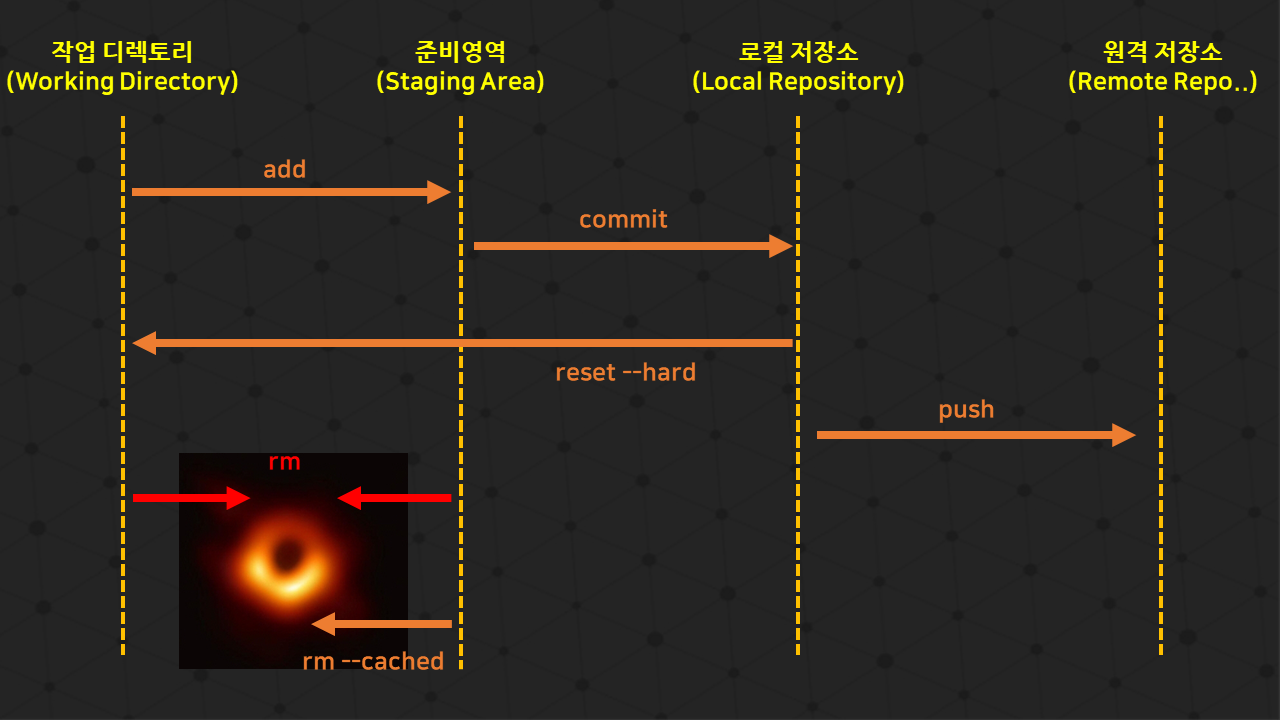 작업 디렉토리
(Working Directory)
준비영역
(Staging Area)
로컬 저장소
(Local Repository)
원격 저장소
(Remote Repo..)
add
commit
reset --hard
push
rm
rm --cached